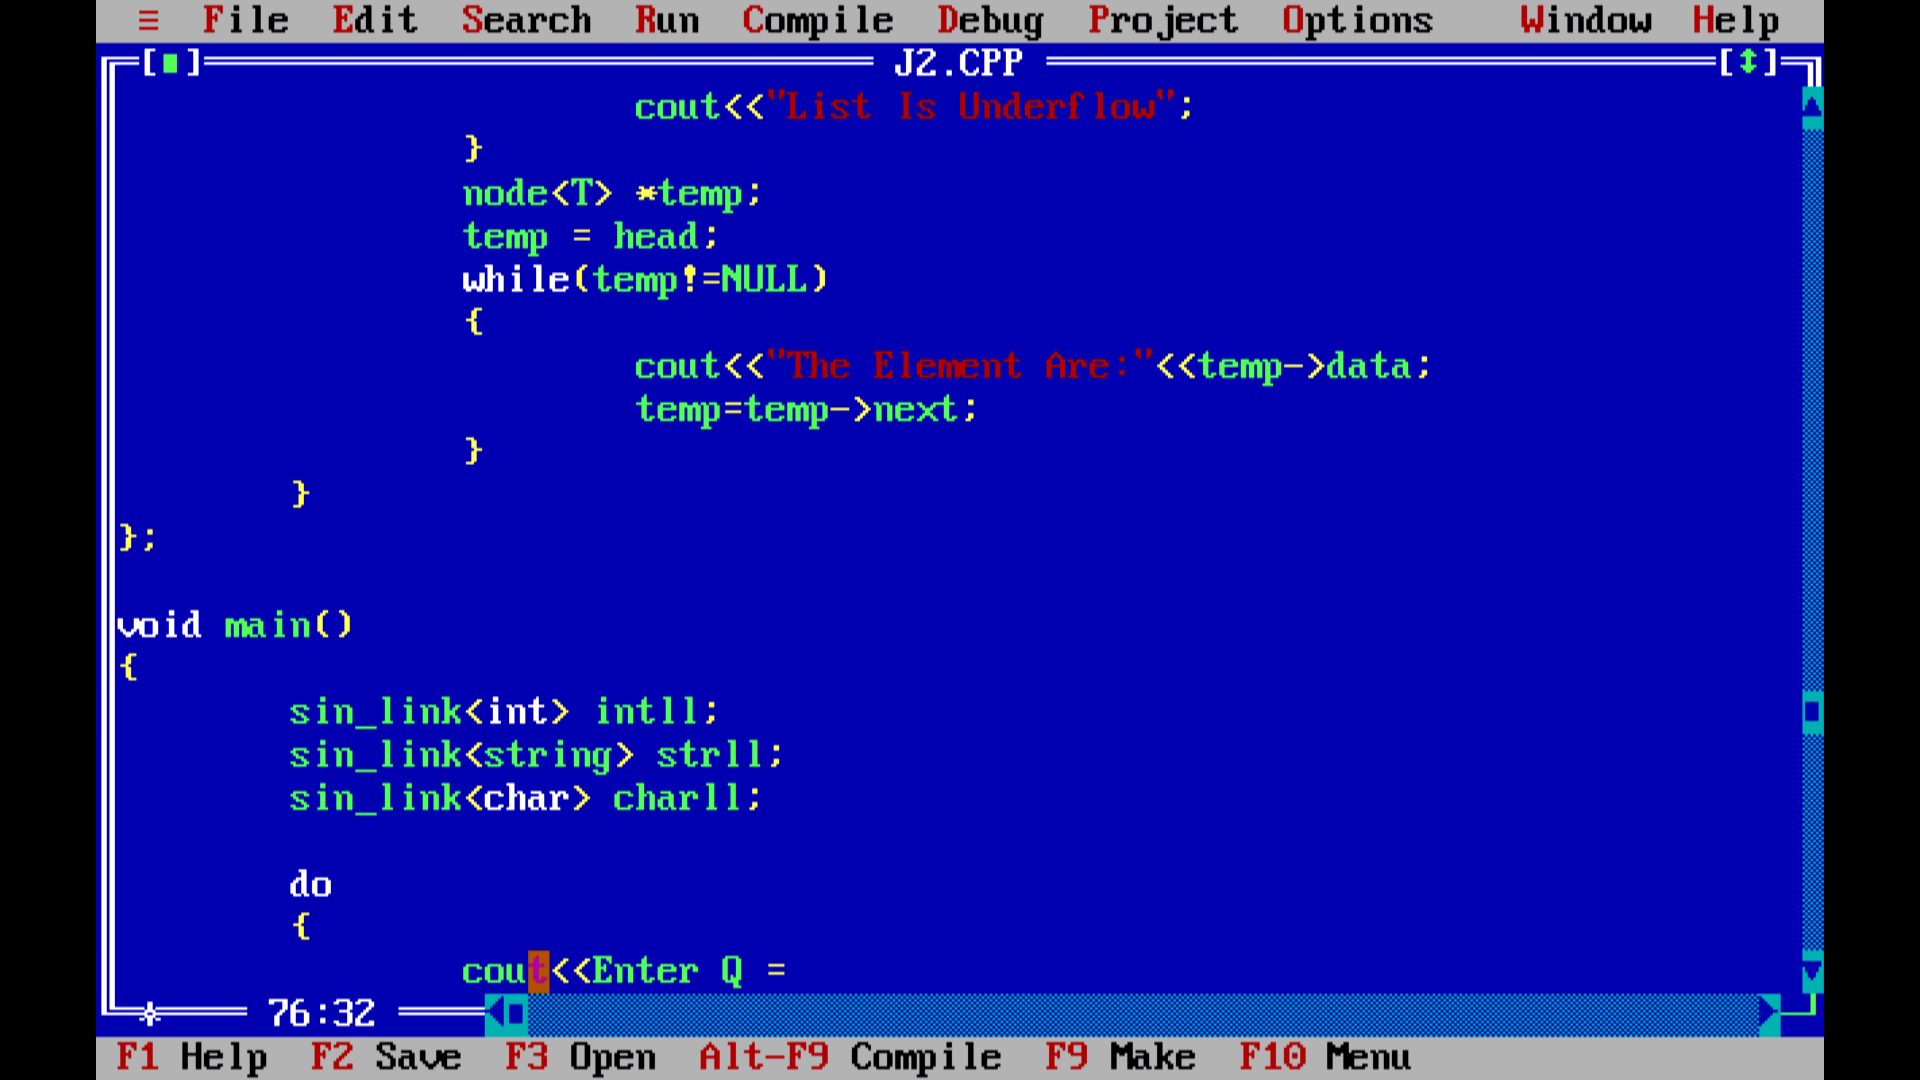 ≡ File Edit Search Run Compile Debug Project Options Window Help
[■] J2.CPP [↕]
cout<<"List Is Underflow";
}
node<T> *temp;
temp = head;
while(temp!=NULL)
{
cout<<"The Element Are:"<<temp->data;
temp=temp->next;
}
}
};
void main()
{
sin_link<int> intll;
sin_link<string> strll;
sin_link<char> charll;
do
{
cout<<Enter Q =
76:32
F1 Help F2 Save F3 Open Alt-F9 Compile F9 Make F10 Menu